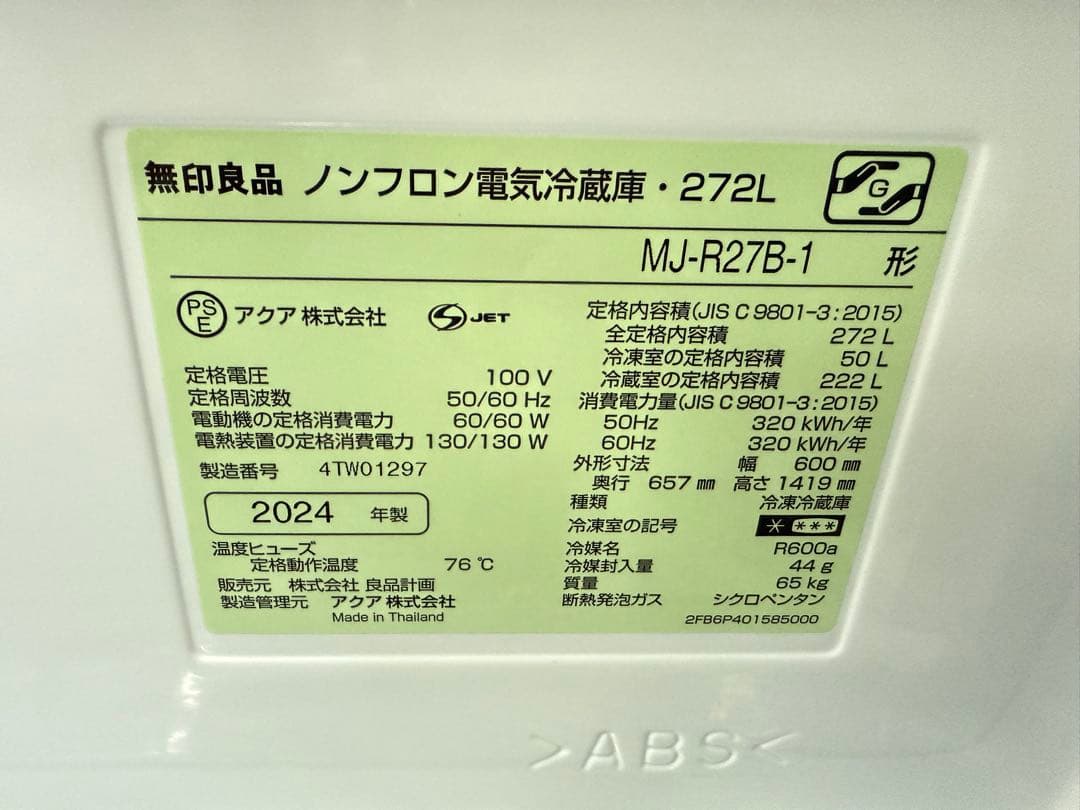 無印良品 ノンフロン電気冷蔵庫・272L
G
MJ-R27B-1 形
PSE アクア 株式会社 S JET
定格電圧 100 V
定格周波数 50/60 Hz
電動機の定格消費電力 60/60 W
電熱装置の定格消費電力 130/130 W
製造番号 4TW01297
2024 年製
温度ヒューズ
定格動作温度 76 ℃
販売元 株式会社 良品計画
製造管理元 アクア 株式会社
Made in Thailand
定格内容積(JIS C 9801-3:2015)
全定格内容積 272 L
冷凍室の定格内容積 50 L
冷蔵室の定格内容積 222 L
消費電力量(JIS C 9801-3:2015)
50Hz 320 kWh/年
60Hz 320 kWh/年
外形寸法 幅 600 ㎜
奥行 657 ㎜ 高さ 1419 ㎜
種類 冷凍冷蔵庫
冷凍室の記号 * ***
冷媒名 R600a
冷媒封入量 44 g
質量 65 kg
断熱発泡ガス シクロペンタン
2FB6P401585000
>ABS<